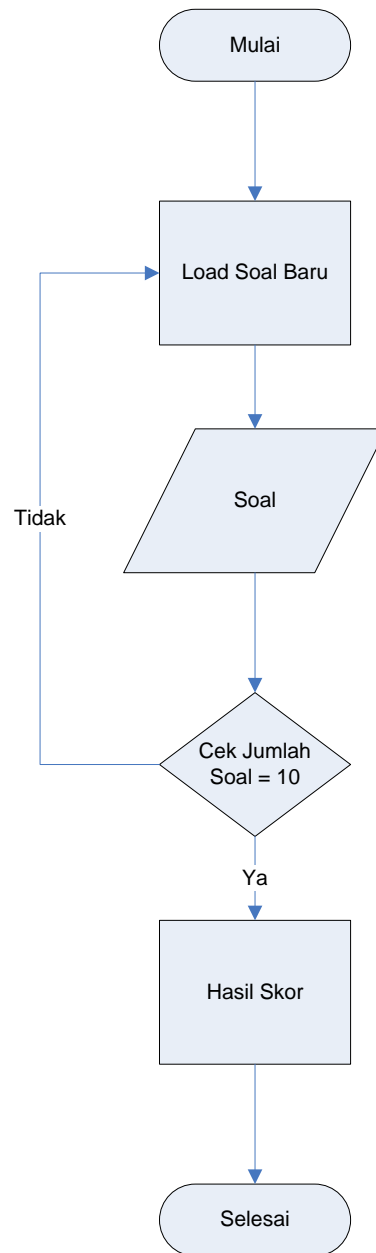 Mulai
Load Soal Baru
Soal
Tidak
Cek Jumlah
Soal = 10
Ya
Hasil Skor
Selesai